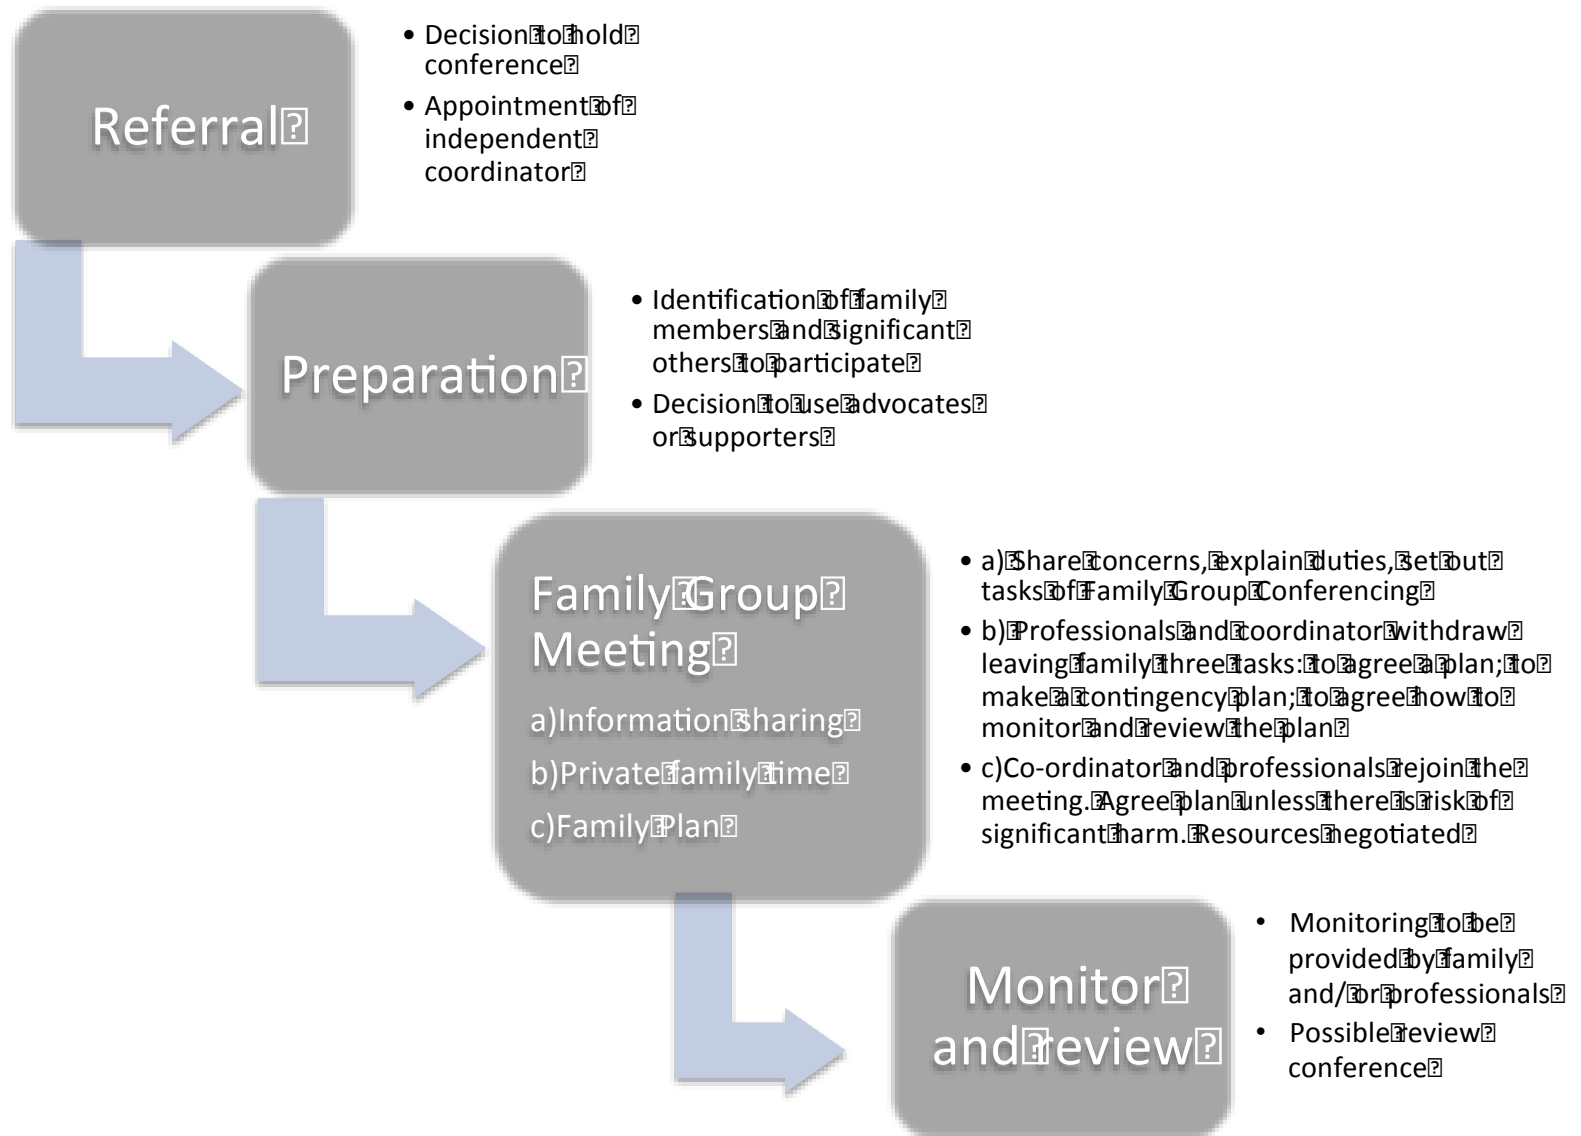 Referral
• Decision to hold
conference
• Appointment of
independent
coordinator
Preparation
• Identification of family
members and significant
others to participate
• Decision to use advocates
or supporters
Family Group
Meeting
a)Information sharing
b)Private family time
c)Family Plan
• a) Share concerns, explain duties, set out
tasks of Family Group Conferencing
• b) Professionals and coordinator withdraw
leaving family three tasks: to agree a plan; to
make a contingency plan; to agree how to
monitor and review the plan
• c)Co-ordinator and professionals rejoin the
meeting. Agree plan unless there is risk of
significant harm. Resources negotiated
Monitor
and review
• Monitoring to be
provided by family
and/ or professionals
• Possible review
conference